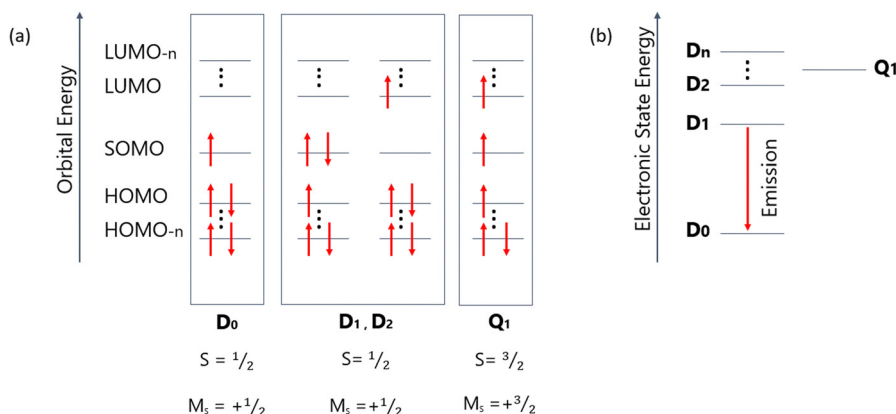 (a)
Orbital Energy
LUMO-n
LUMO
SOMO
HOMO
HOMO-n
D0
D1, D2
Q1
S = 1/2
S= 1/2
S= 3/2
Ms = +1/2
Ms = +1/2
Ms = +3/2
(b)
Electronic State Energy
Dn
Q1
D2
D1
Emission
D0